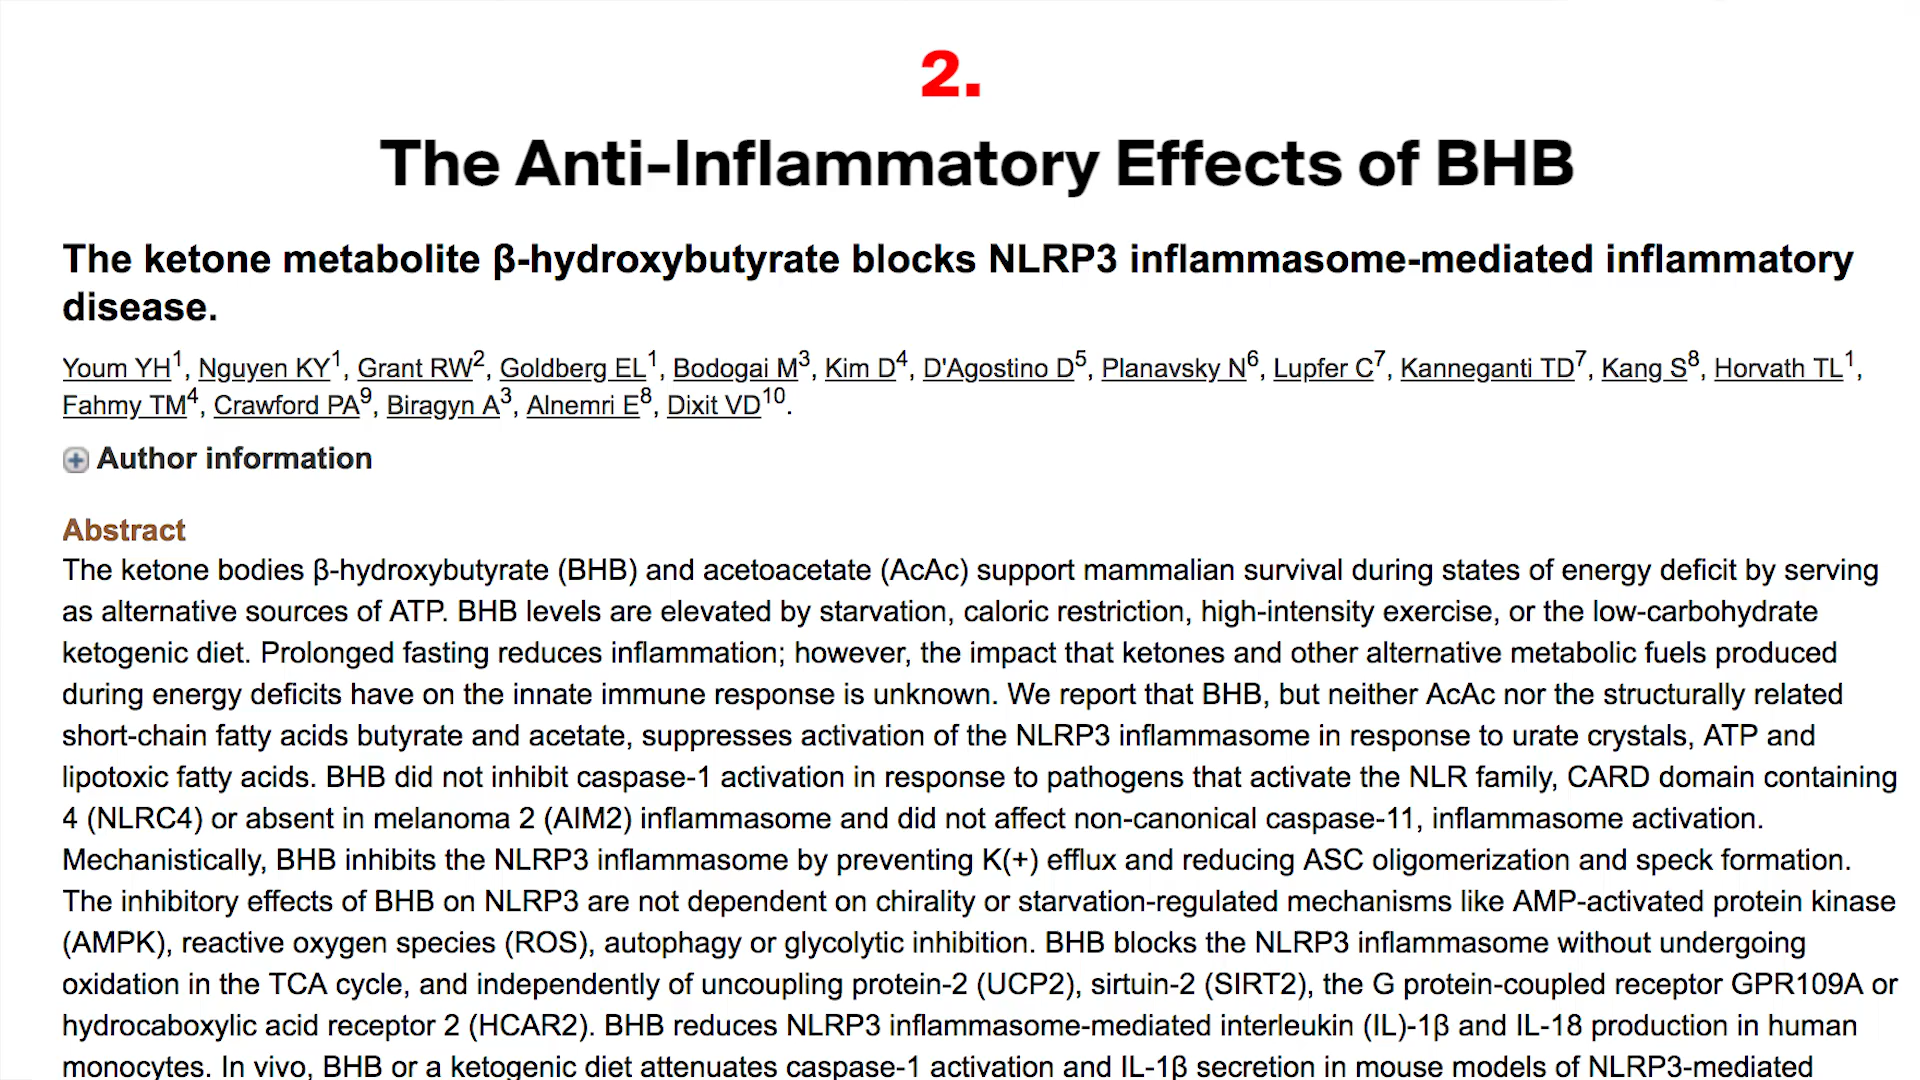 2.
The Anti-Inflammatory Effects of BHB
The ketone metabolite β-hydroxybutyrate blocks NLRP3 inflammasome-mediated inflammatory
disease.
Youm YH1, Nguyen KY1, Grant RW2, Goldberg EL1, Bodogai M3, Kim D4, D'Agostino D5, Planavsky N6, Lupfer C7, Kanneganti TD7, Kang S8, Horvath TL1,
Fahmy TM4, Crawford PA9, Biragyn A3, Alnemri E8, Dixit VD10.
Author information
Abstract
The ketone bodies β-hydroxybutyrate (BHB) and acetoacetate (AcAc) support mammalian survival during states of energy deficit by serving
as alternative sources of ATP. BHB levels are elevated by starvation, caloric restriction, high-intensity exercise, or the low-carbohydrate
ketogenic diet. Prolonged fasting reduces inflammation; however, the impact that ketones and other alternative metabolic fuels produced
during energy deficits have on the innate immune response is unknown. We report that BHB, but neither AcAc nor the structurally related
short-chain fatty acids butyrate and acetate, suppresses activation of the NLRP3 inflammasome in response to urate crystals, ATP and
lipotoxic fatty acids. BHB did not inhibit caspase-1 activation in response to pathogens that activate the NLR family, CARD domain containing
4 (NLRC4) or absent in melanoma 2 (AIM2) inflammasome and did not affect non-canonical caspase-11, inflammasome activation.
Mechanistically, BHB inhibits the NLRP3 inflammasome by preventing K(+) efflux and reducing ASC oligomerization and speck formation.
The inhibitory effects of BHB on NLRP3 are not dependent on chirality or starvation-regulated mechanisms like AMP-activated protein kinase
(AMPK), reactive oxygen species (ROS), autophagy or glycolytic inhibition. BHB blocks the NLRP3 inflammasome without undergoing
oxidation in the TCA cycle, and independently of uncoupling protein-2 (UCP2), sirtuin-2 (SIRT2), the G protein-coupled receptor GPR109A or
hydrocaboxylic acid receptor 2 (HCAR2). BHB reduces NLRP3 inflammasome-mediated interleukin (IL)-1β and IL-18 production in human
monocytes. In vivo, BHB or a ketogenic diet attenuates caspase-1 activation and IL-1β secretion in mouse models of NLRP3-mediated